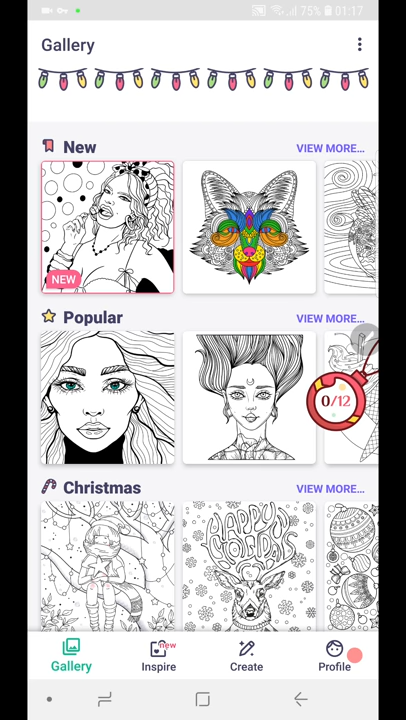 75% 01:17
Gallery
New
VIEW MORE...
NEW
Popular
VIEW MORE...
0/12
Christmas
VIEW MORE...
HAPPY
HOLIDAYS
Gallery
new
Inspire
Create
Profile